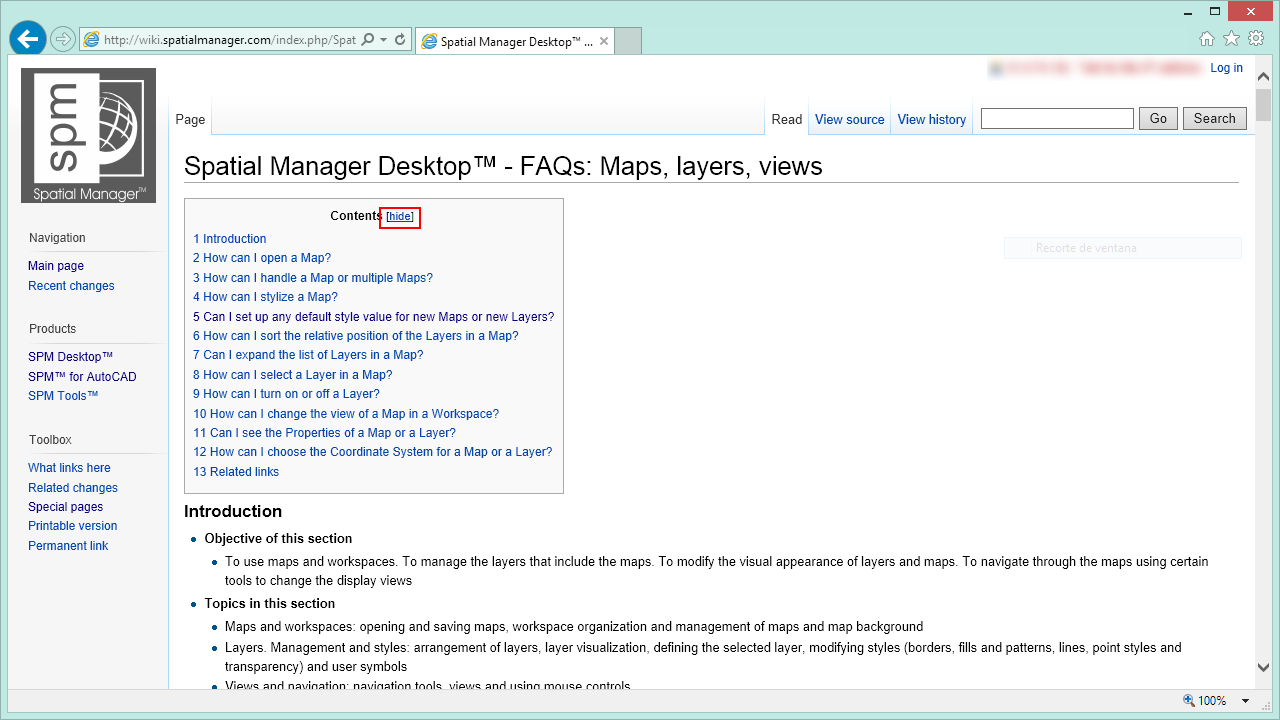 http://wiki.spatialmanager.com/index.php/Spat
Spatial Manager Desktop™ ...
spm
Spatial Manager™
Log in
Page
Read
View source
View history
Go
Search
Spatial Manager Desktop™ - FAQs: Maps, layers, views
Navigation
Main page
Recent changes
Products
SPM Desktop™
SPM™ for AutoCAD
SPM Tools™
Toolbox
What links here
Related changes
Special pages
Printable version
Permanent link
Contents [hide]
1 Introduction
2 How can I open a Map?
3 How can I handle a Map or multiple Maps?
4 How can I stylize a Map?
5 Can I set up any default style value for new Maps or new Layers?
6 How can I sort the relative position of the Layers in a Map?
7 Can I expand the list of Layers in a Map?
8 How can I select a Layer in a Map?
9 How can I turn on or off a Layer?
10 How can I change the view of a Map in a Workspace?
11 Can I see the Properties of a Map or a Layer?
12 How can I choose the Coordinate System for a Map or a Layer?
13 Related links
Recorte de ventana
Introduction
Objective of this section
To use maps and workspaces. To manage the layers that include the maps. To modify the visual appearance of layers and maps. To navigate through the maps using certain
tools to change the display views
Topics in this section
Maps and workspaces: opening and saving maps, workspace organization and management of maps and map background
Layers. Management and styles: arrangement of layers, layer visualization, defining the selected layer, modifying styles (borders, fills and patterns, lines, point styles and
transparency) and user symbols
Views and navigation: navigation tools, views and using mouse controls
100%